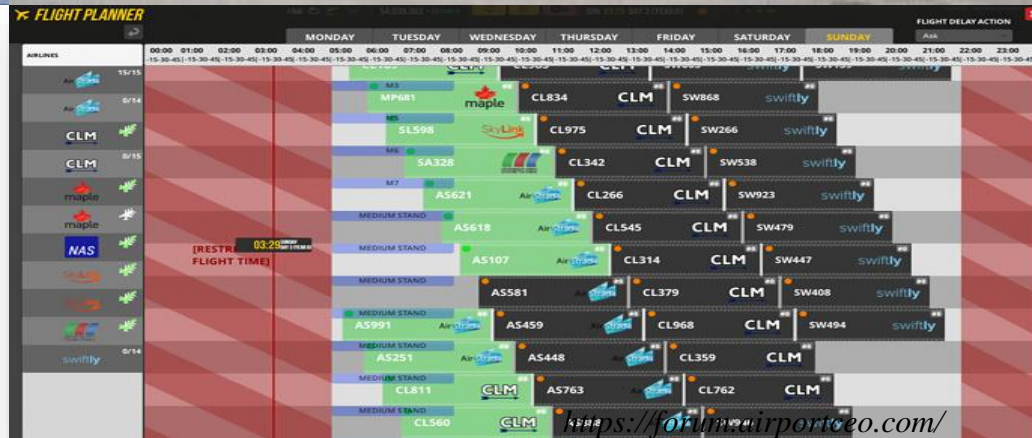 FLIGHT PLANNER
FLIGHT DELAY ACTION
Ask
MONDAY TUESDAY WEDNESDAY THURSDAY FRIDAY SATURDAY SUNDAY
AIRLINES
00:00 01:00 02:00 03:00 04:00 05:00 06:00 07:00 08:00 09:00 10:00 11:00 12:00 13:00 14:00 15:00 16:00 17:00 18:00 19:00 20:00 21:00 22:00 23:00
15/15
M3
MP681 maple CL834 CLM SW868 swiftly
0/14
M5
SL598 SkyLink CL975 CLM SW266 swiftly
CLM
M6
SA328 CL342 CLM SW538 swiftly
CLM 0/15
M7
AS621 CL266 CLM SW923 swiftly
maple
MEDIUM STAND
AS618 CL545 CLM SW479 swiftly
maple
NAS
[RESTR
FLIGHT TIME]
03:29 SUNDAY
MEDIUM STAND
AS107 CL314 CLM SW447 swiftly
MEDIUM STAND
AS581 CL379 CLM SW408 swiftly
MEDIUM STAND
AS991 AS459 CL968 CLM SW494 swiftly
MEDIUM STAND
AS251 AS448 CL359 CLM
swiftly 0/14
MEDIUM STAND
CL811 CLM AS763 CL762 CLM
MEDIUM STAND
CL560 CLM
https://forum.airportceo.com/